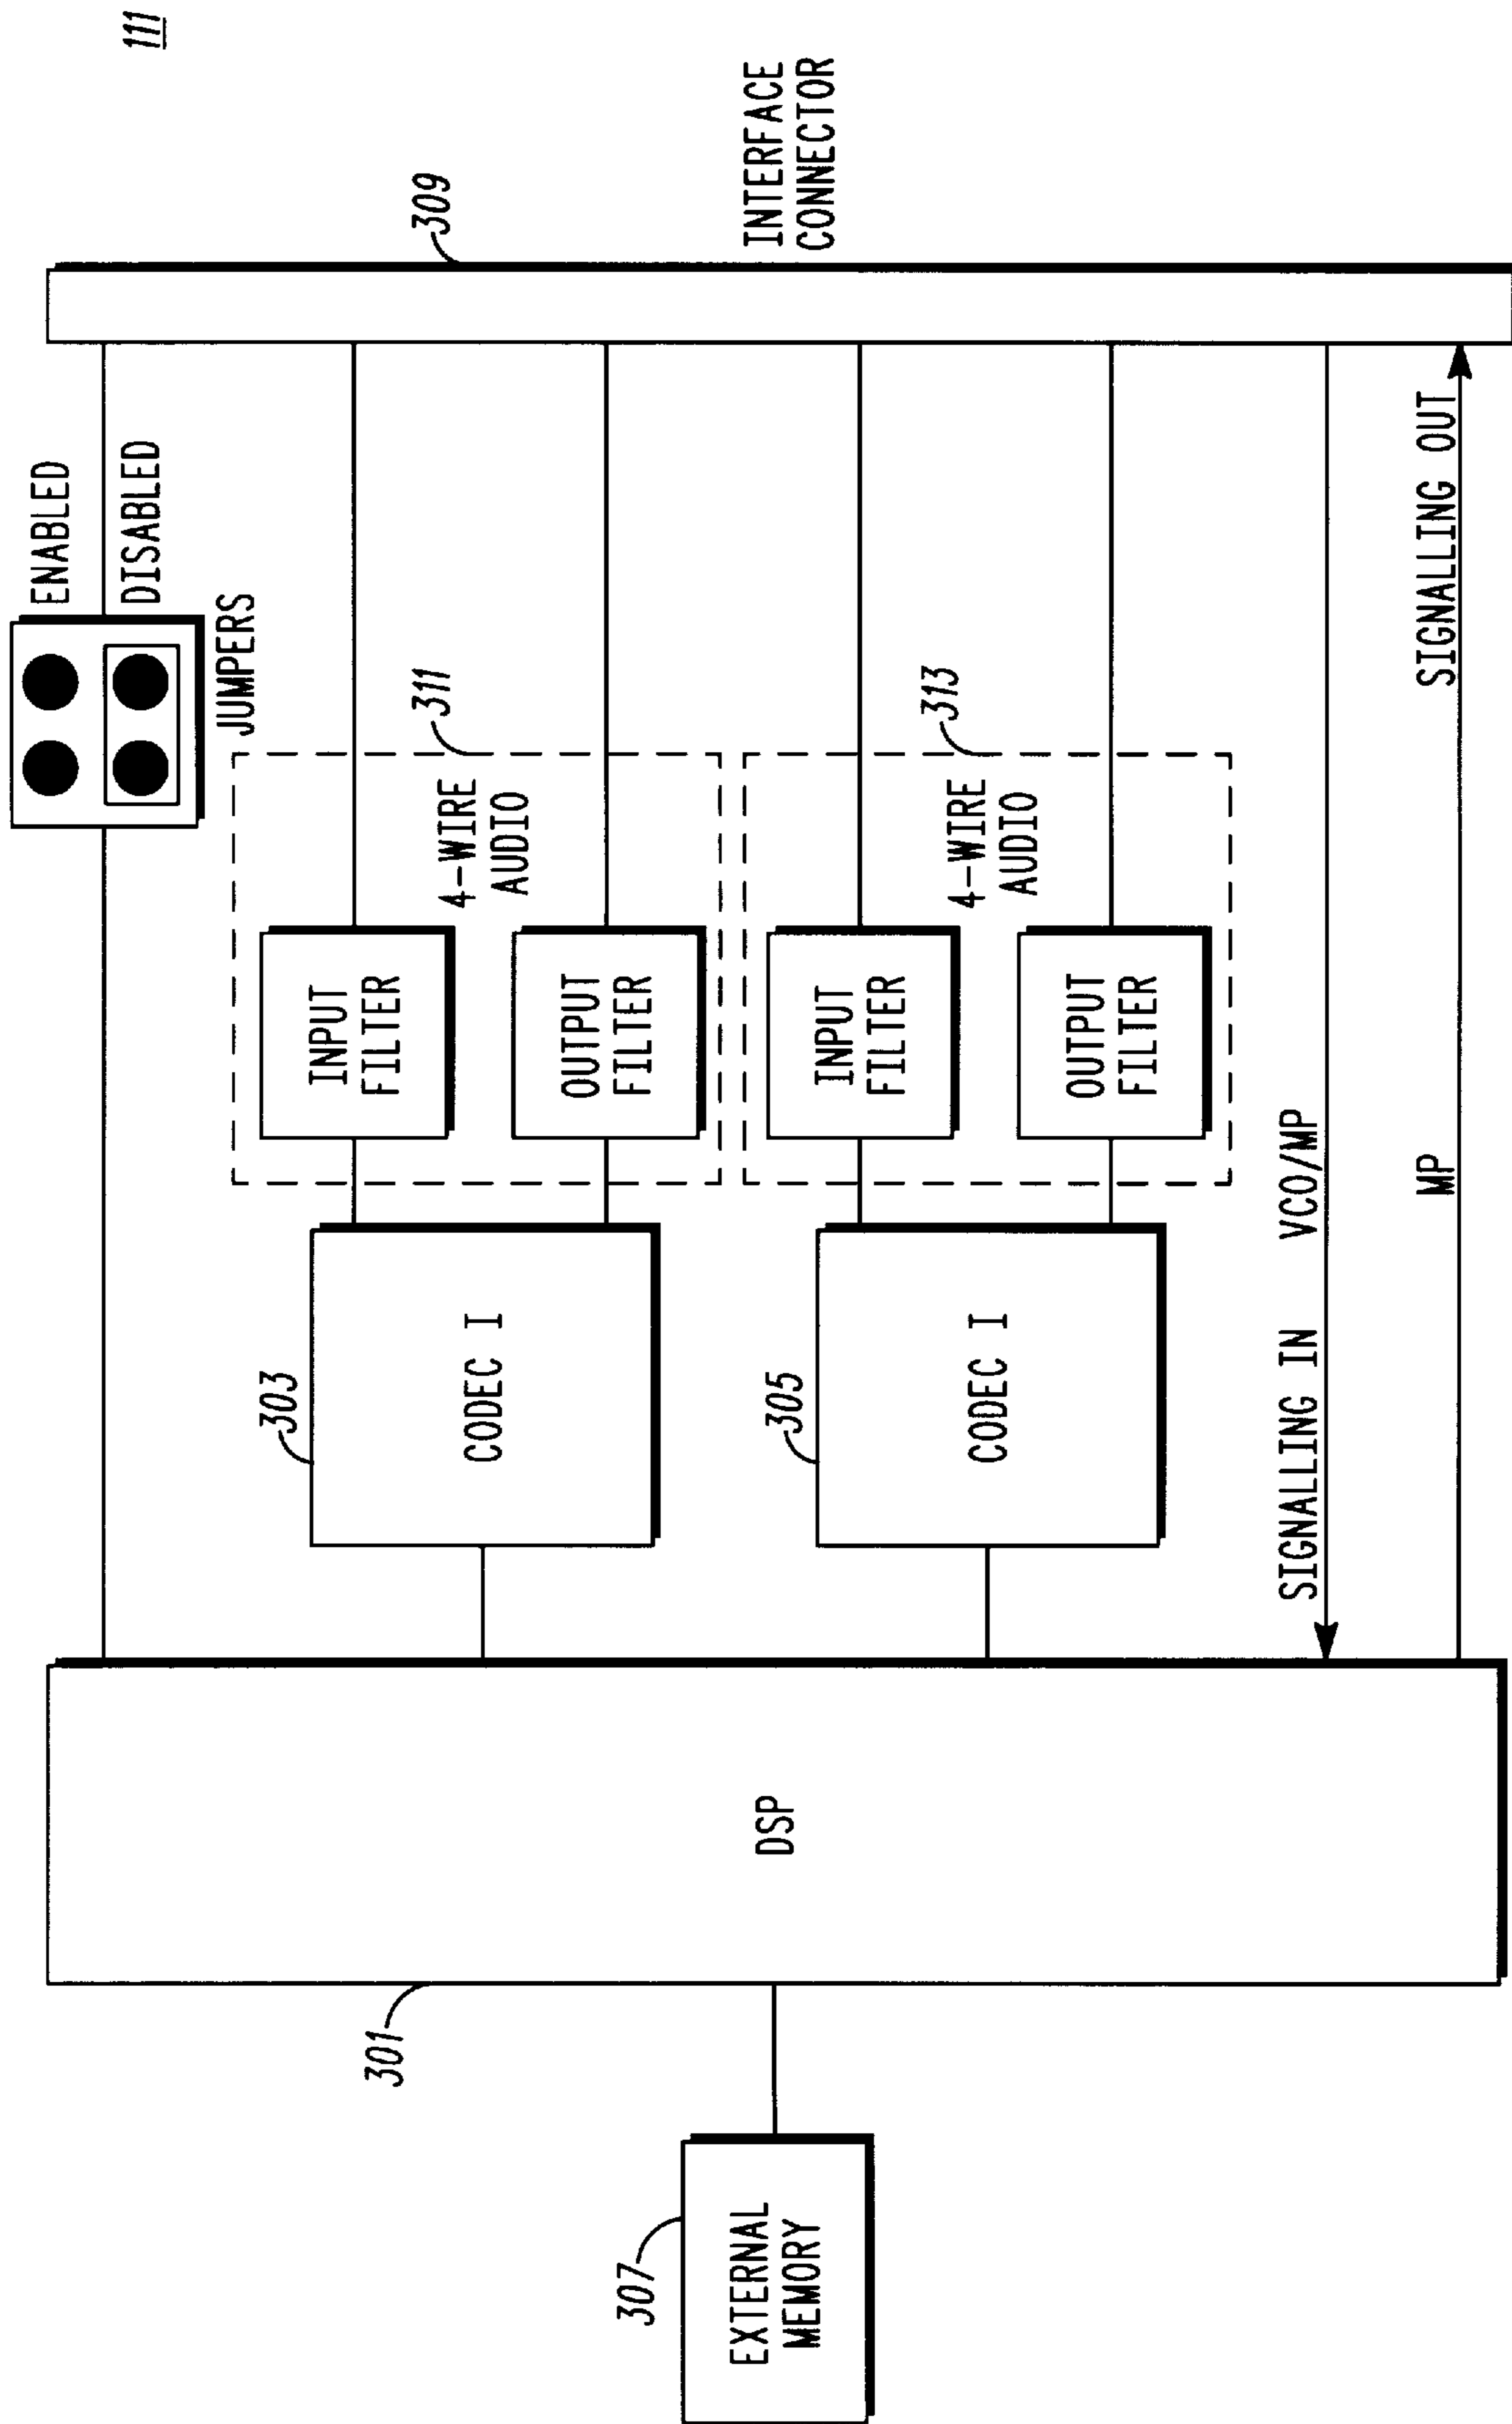 111
ENABLED
DISABLED
JUMPERS
309
INTERFACE
CONNECTOR
311
4-WIRE
AUDIO
INPUT
FILTER
OUTPUT
FILTER
303
CODEC I
313
4-WIRE
AUDIO
INPUT
FILTER
OUTPUT
FILTER
305
CODEC I
SIGNALLING IN VCO/MP
MP SIGNALLING OUT
DSP
301
307
EXTERNAL
MEMORY